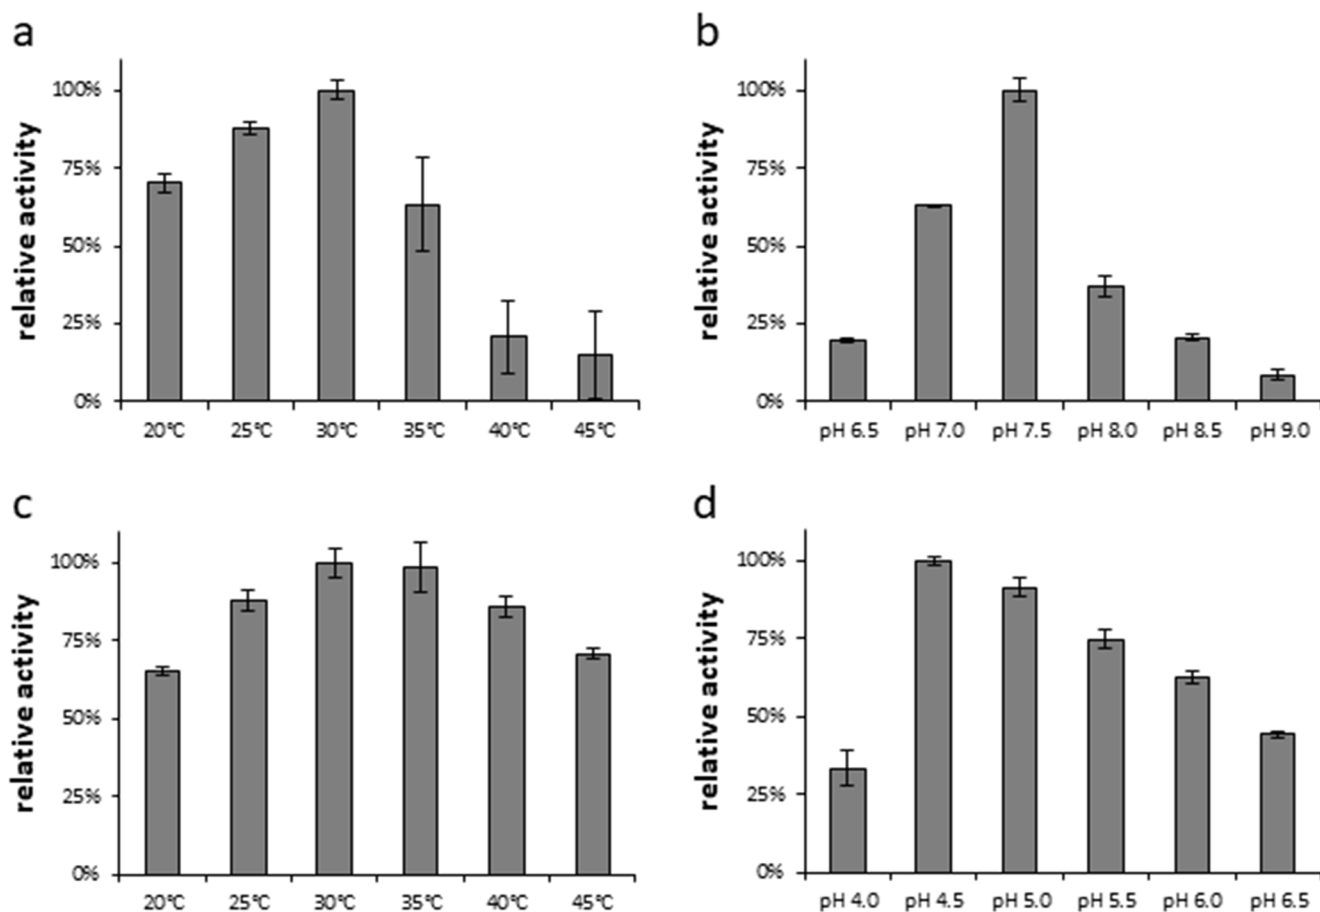 a
relative activity
100%
75%
50%
25%
0%
20°C 25°C 30°C 35°C 40°C 45°C
b
relative activity
100%
75%
50%
25%
0%
pH 6.5 pH 7.0 pH 7.5 pH 8.0 pH 8.5 pH 9.0
c
relative activity
100%
75%
50%
25%
0%
20°C 25°C 30°C 35°C 40°C 45°C
d
relative activity
100%
75%
50%
25%
0%
pH 4.0 pH 4.5 pH 5.0 pH 5.5 pH 6.0 pH 6.5